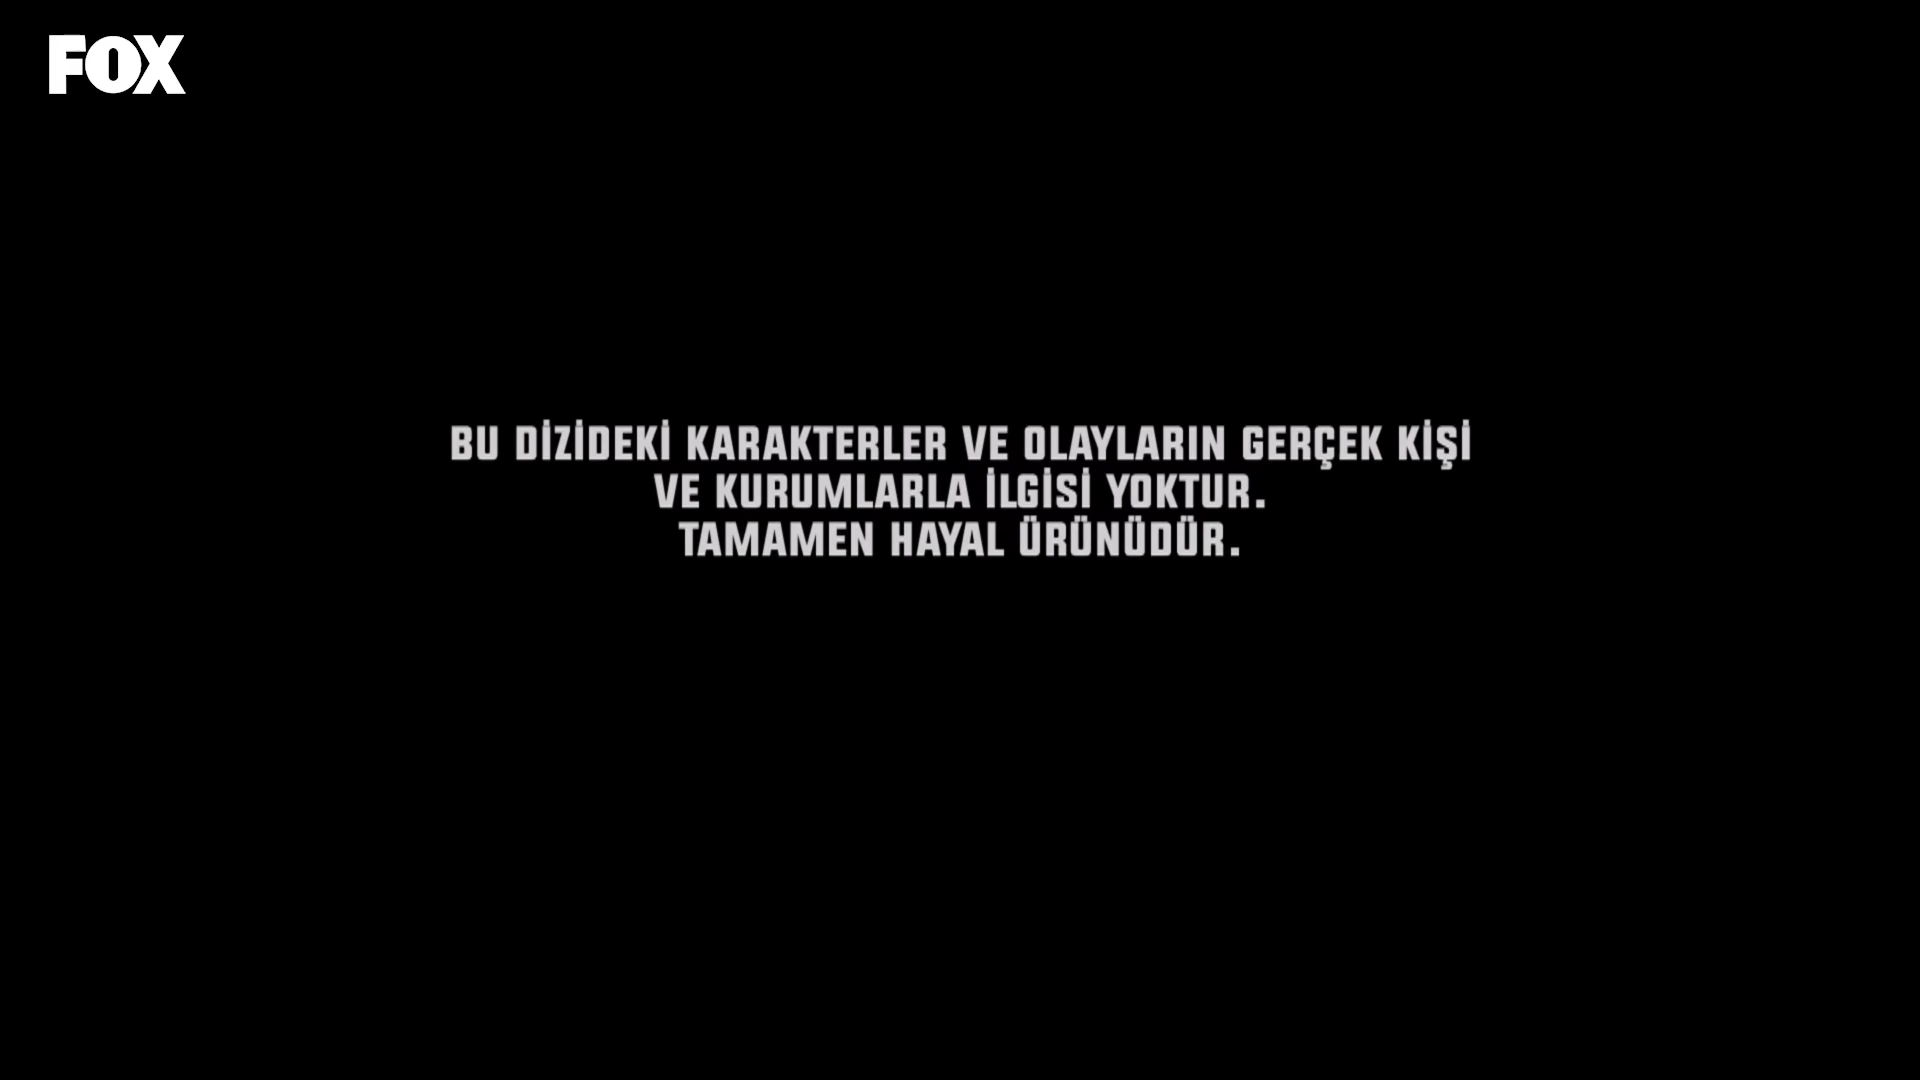 FOX
BU DİZİDEKİ KARAKTERLER VE OLAYLARIN GERÇEK KİŞİ
VE KURUMLARLA İLGİSİ YOKTUR.
TAMAMEN HAYAL ÜRÜNÜDÜR.